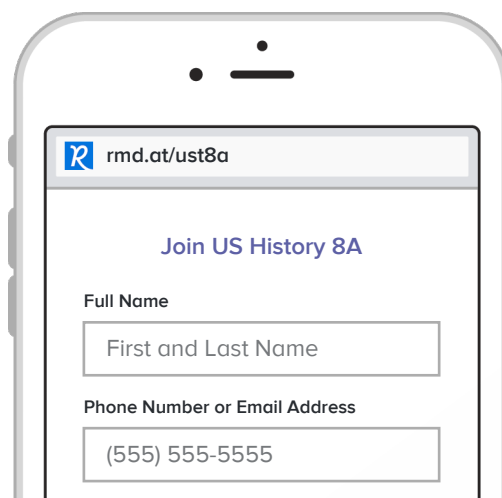 rmd.at/ust8a
Join US History 8A
Full Name
First and Last Name
Phone Number or Email Address
(555) 555-5555